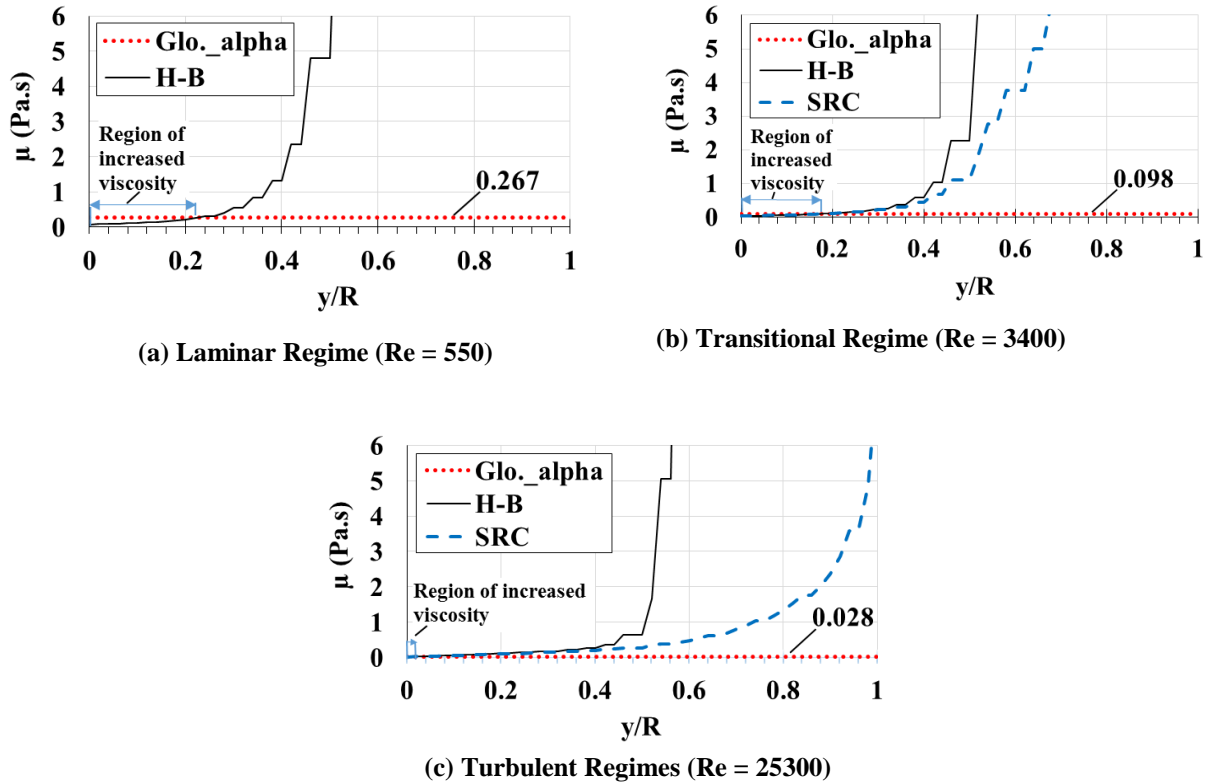 6
5
4
3
2
1
0
μ (Pa.s)
Glo._alpha
H-B
Region of
increased
viscosity
0.267
0 0.2 0.4 0.6 0.8 1
y/R
(a) Laminar Regime (Re = 550)
6
5
4
3
2
1
0
μ (Pa.s)
Glo._alpha
H-B
SRC
Region of
increased
viscosity
0.098
0 0.2 0.4 0.6 0.8 1
y/R
(b) Transitional Regime (Re = 3400)
6
5
4
3
2
1
0
μ (Pa.s)
Glo._alpha
H-B
SRC
Region of increased
viscosity
0.028
0 0.2 0.4 0.6 0.8 1
y/R
(c) Turbulent Regimes (Re = 25300)